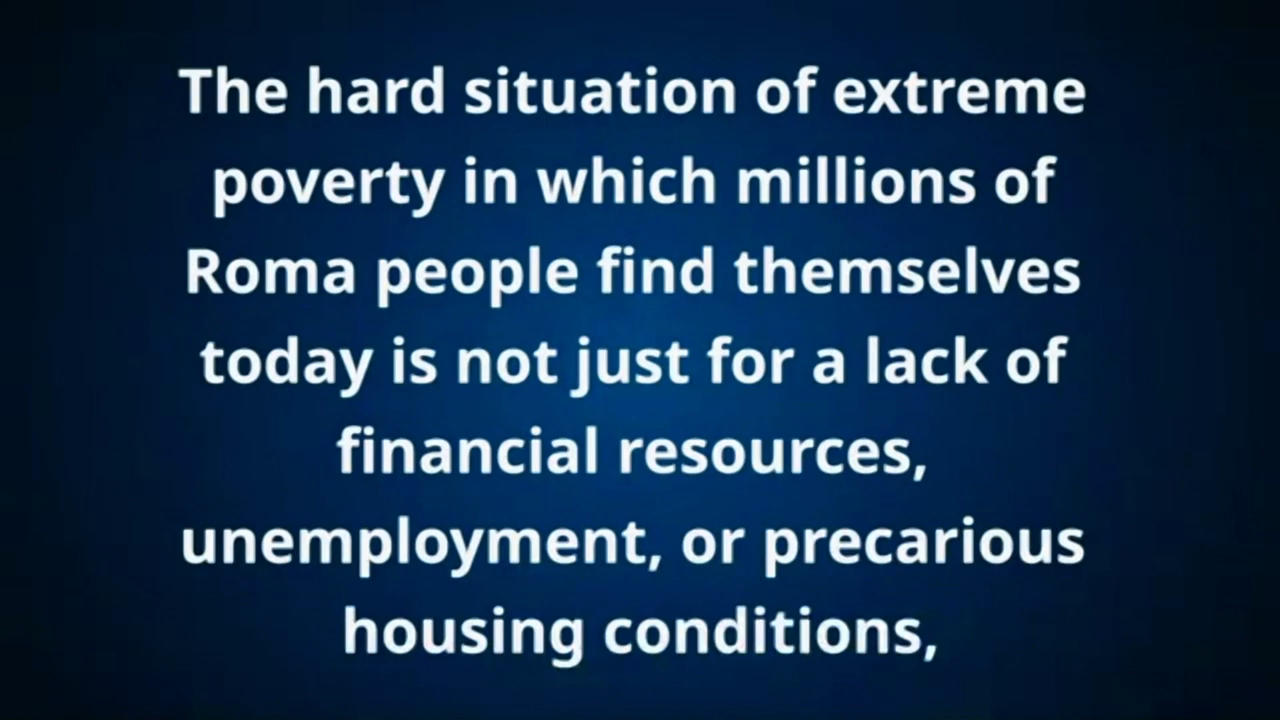 The hard situation of extreme
poverty in which millions of
Roma people find themselves
today is not just for a lack of
financial resources,
unemployment, or precarious
housing conditions,